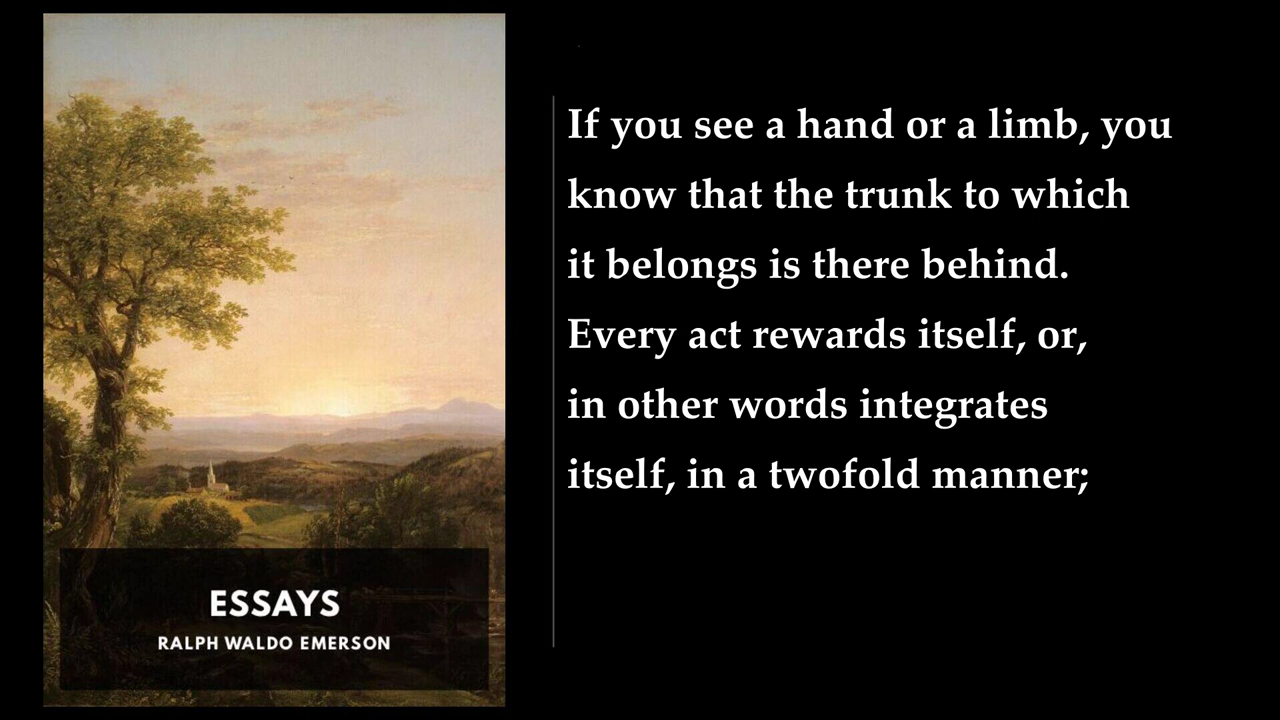 ESSAYS
RALPH WALDO EMERSON
If you see a hand or a limb, you
know that the trunk to which
it belongs is there behind.
Every act rewards itself, or,
in other words integrates
itself, in a twofold manner;